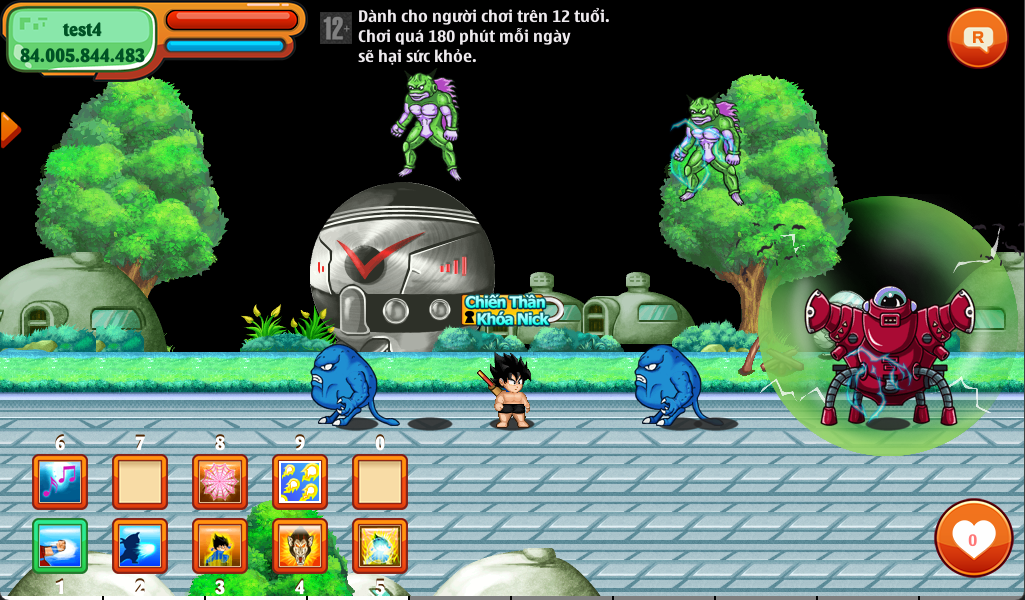 test4
84.005.844.483
12+
Dành cho người chơi trên 12 tuổi.
Chơi quá 180 phút mỗi ngày
sẽ hại sức khỏe.
R
Chiến Thần
Khóa Nick
6 7 8 9 0
1 2 3 4 5
0